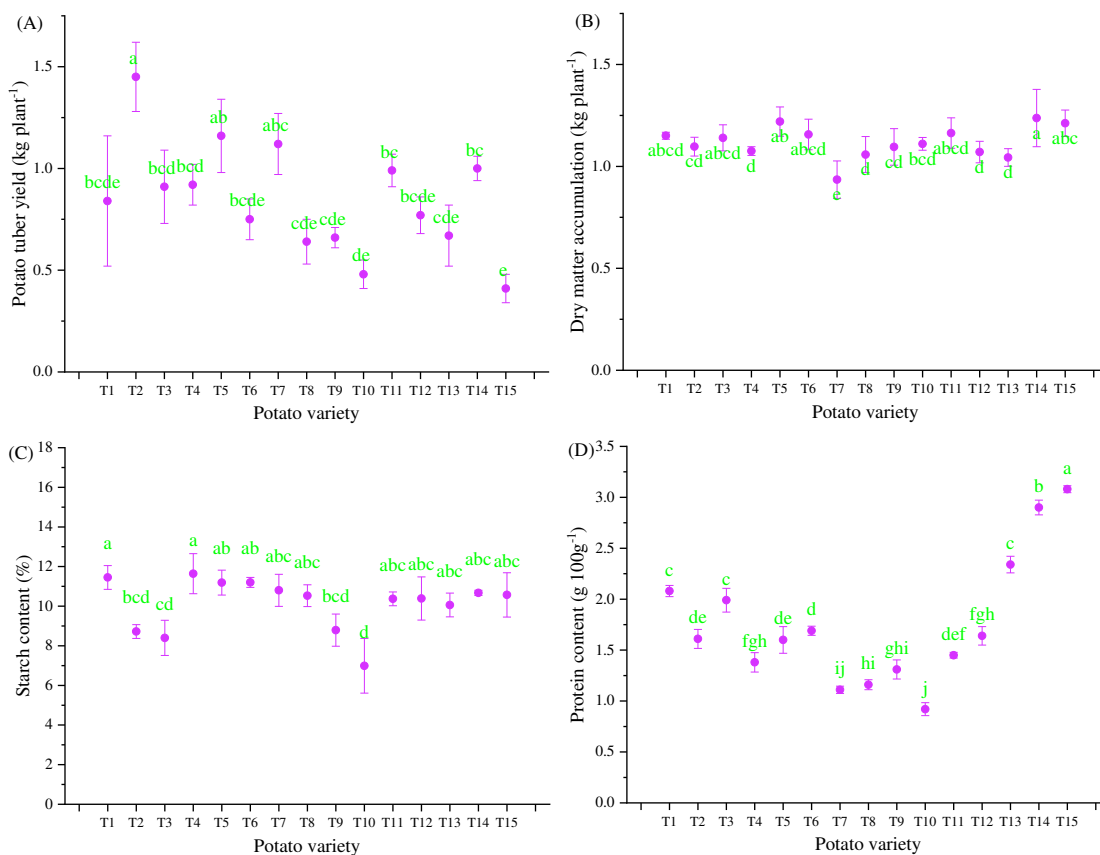 (A)
Potato tuber yield (kg plant⁻¹)
1.5
1.0
0.5
0.0
bcde
a
bcd
bcd
ab
bcde
abc
cde
cde
de
bc
bcde
cde
bc
e
T1 T2 T3 T4 T5 T6 T7 T8 T9 T10 T11 T12 T13 T14 T15
Potato variety
(B)
Dry matter accumulation (kg plant⁻¹)
1.5
1.0
0.5
0.0
abcd
cd
abcd
d
ab
abcd
e
d
cd
bcd
abcd
d
d
a
abc
T1 T2 T3 T4 T5 T6 T7 T8 T9 T10 T11 T12 T13 T14 T15
Potato variety
(C)
Starch content (%)
18
16
14
12
10
8
6
4
2
0
a
bcd
cd
a
ab
ab
abc
abc
bcd
d
abc
abc
abc
abc
abc
T1 T2 T3 T4 T5 T6 T7 T8 T9 T10 T11 T12 T13 T14 T15
Potato variety
(D)
Protein content (g 100g⁻¹)
3.5
3.0
2.5
2.0
1.5
1.0
0.5
0.0
c
de
c
fgh
de
d
ij
hi
ghi
j
def
fgh
c
b
a
T1 T2 T3 T4 T5 T6 T7 T8 T9 T10 T11 T12 T13 T14 T15
Potato variety